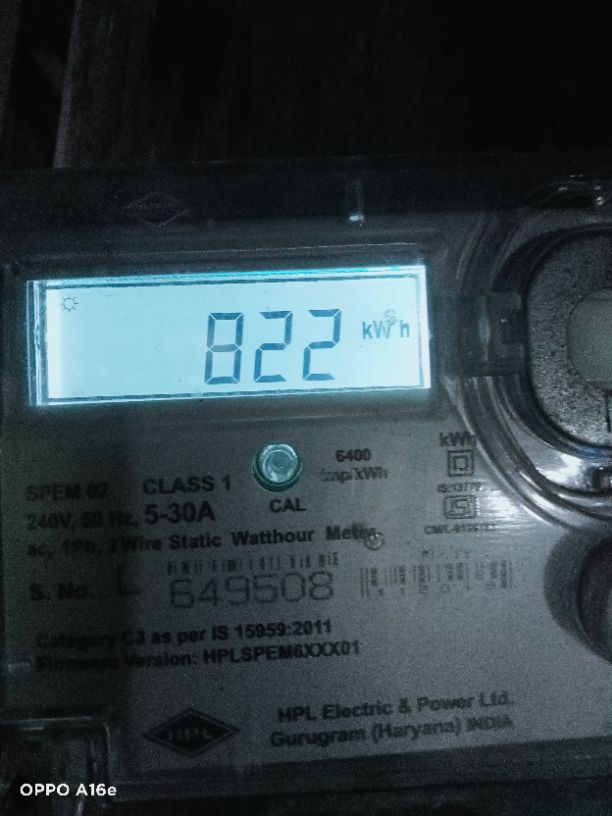 822 kWh
SPEM 02 CLASS 1
6400
imp/kWh
kWh
240V, 50 Hz, 5-30A
CAL
ac, 1Ph, 2 Wire Static Watthour Meter
S. No. L 649508
Category C3 as per IS 15959:2011
Firmware Version: HPLSPEM6XXX01
HPL
HPL Electric & Power Ltd.
Gurugram (Haryana) INDIA
OPPO A16e